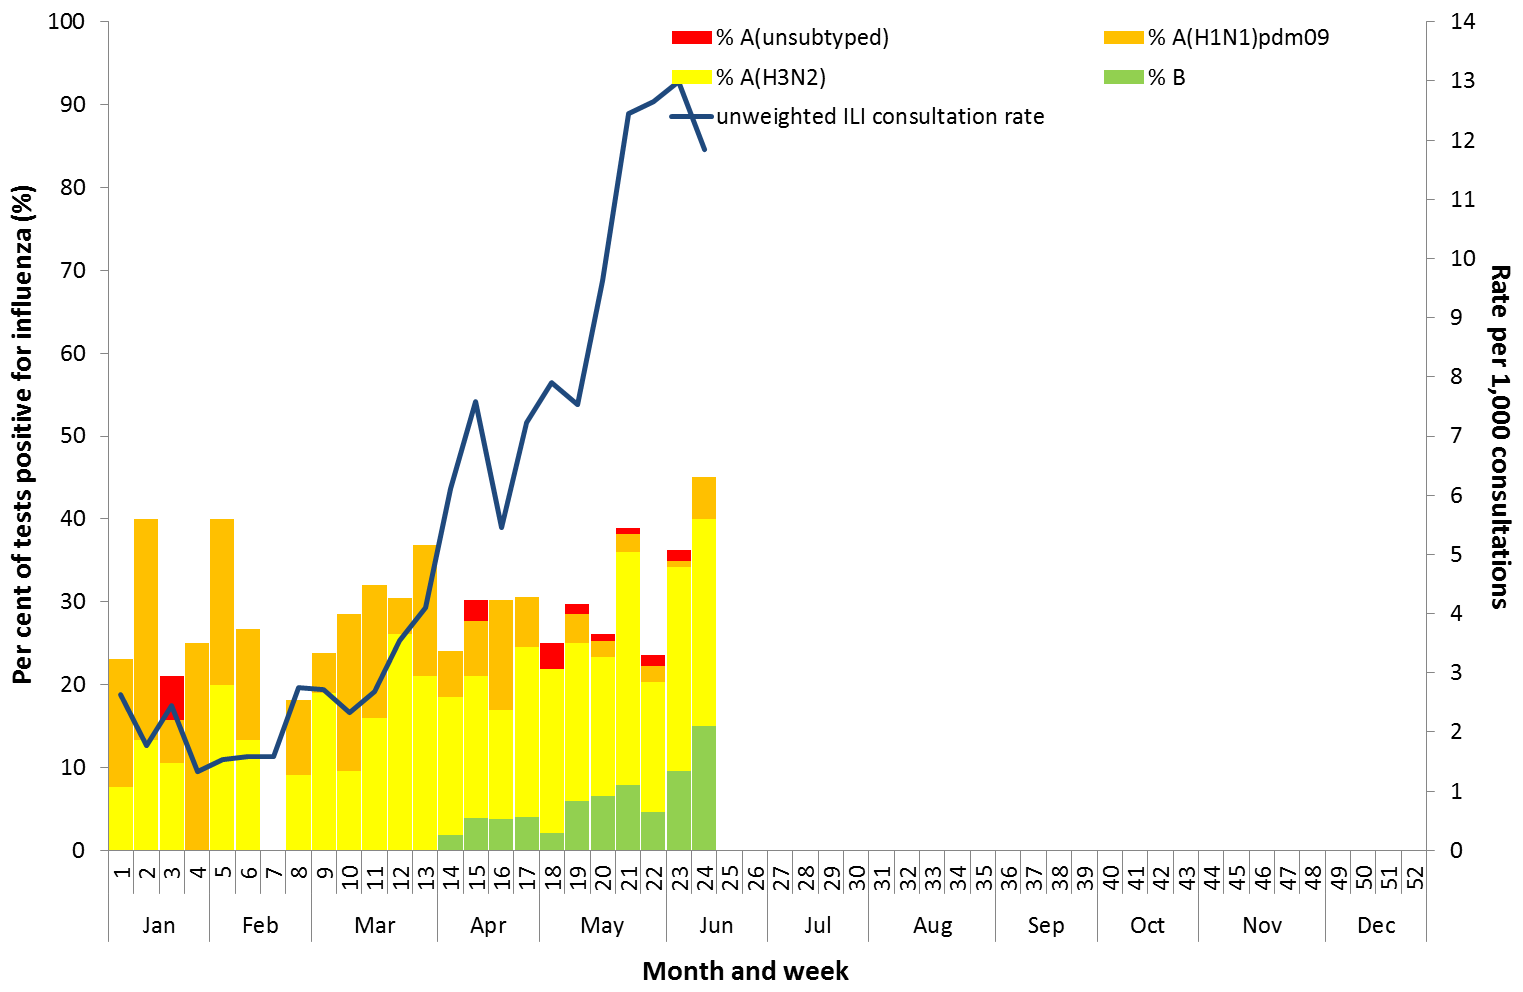 % A(unsubtyped)
% A(H1N1)pdm09
% A(H3N2)
% B
unweighted ILI consultation rate
Per cent of tests positive for influenza (%)
100
90
80
70
60
50
40
30
20
10
0
14
13
12
11
10
9
8
7
6
5
4
3
2
1
0
Rate per 1,000 consultations
1 2 3 4 5 6 7 8 9 10 11 12 13 14 15 16 17 18 19 20 21 22 23 24 25 26 27 28 29 30 31 32 33 34 35 36 37 38 39 40 41 42 43 44 45 46 47 48 49 50 51 52
Jan Feb Mar Apr May Jun Jul Aug Sep Oct Nov Dec
Month and week